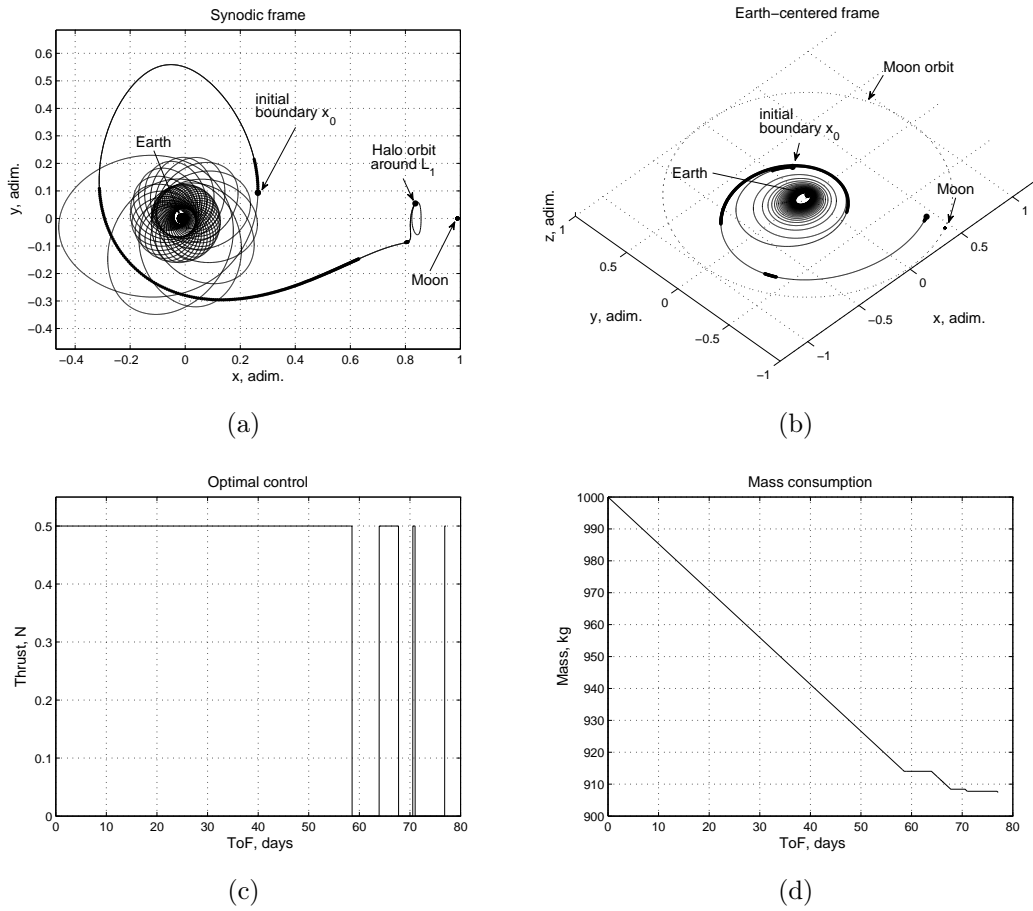 Synodic frame
0.6
0.5
0.4
0.3
0.2
0.1
0
−0.1
−0.2
−0.3
−0.4
y, adim.
initial
boundary x0
Earth
Halo orbit
around L1
Moon
−0.4
−0.2
0
0.2
0.4
0.6
0.8
1
x, adim.
(a)
Earth−centered frame
Moon orbit
initial
boundary x0
Earth
Moon
z, adim.
1
0.5
0
−0.5
−1
y, adim.
1
0.5
0
−0.5
−1
x, adim.
(b)
Optimal control
0.5
0.4
0.3
0.2
0.1
0
Thrust, N
0
10
20
30
40
50
60
70
80
ToF, days
(c)
Mass consumption
1000
990
980
970
960
950
940
930
920
910
900
Mass, kg
0
10
20
30
40
50
60
70
80
ToF, days
(d)